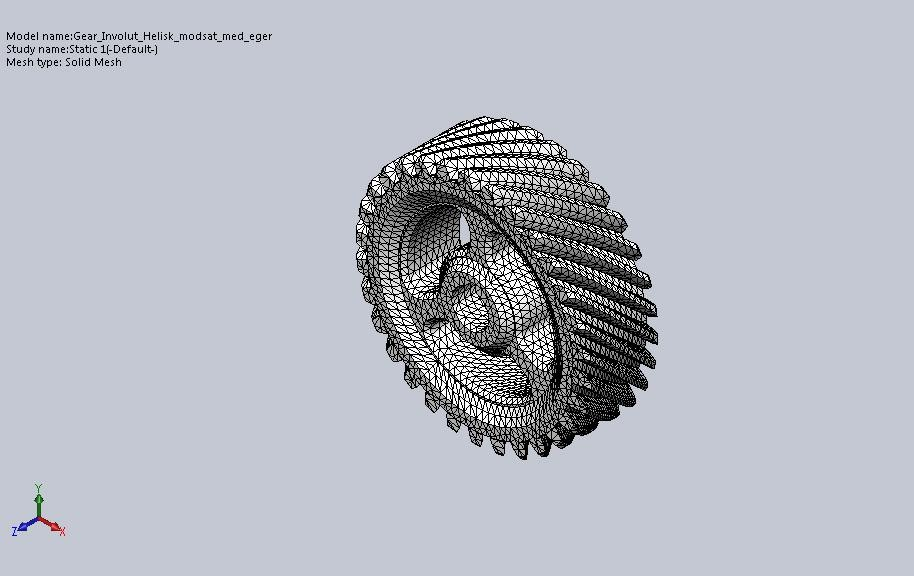 Model name:Gear_Involut_Helisk_modsat_med_eger
Study name:Static 1(-Default-)
Mesh type: Solid Mesh
Y
Z X